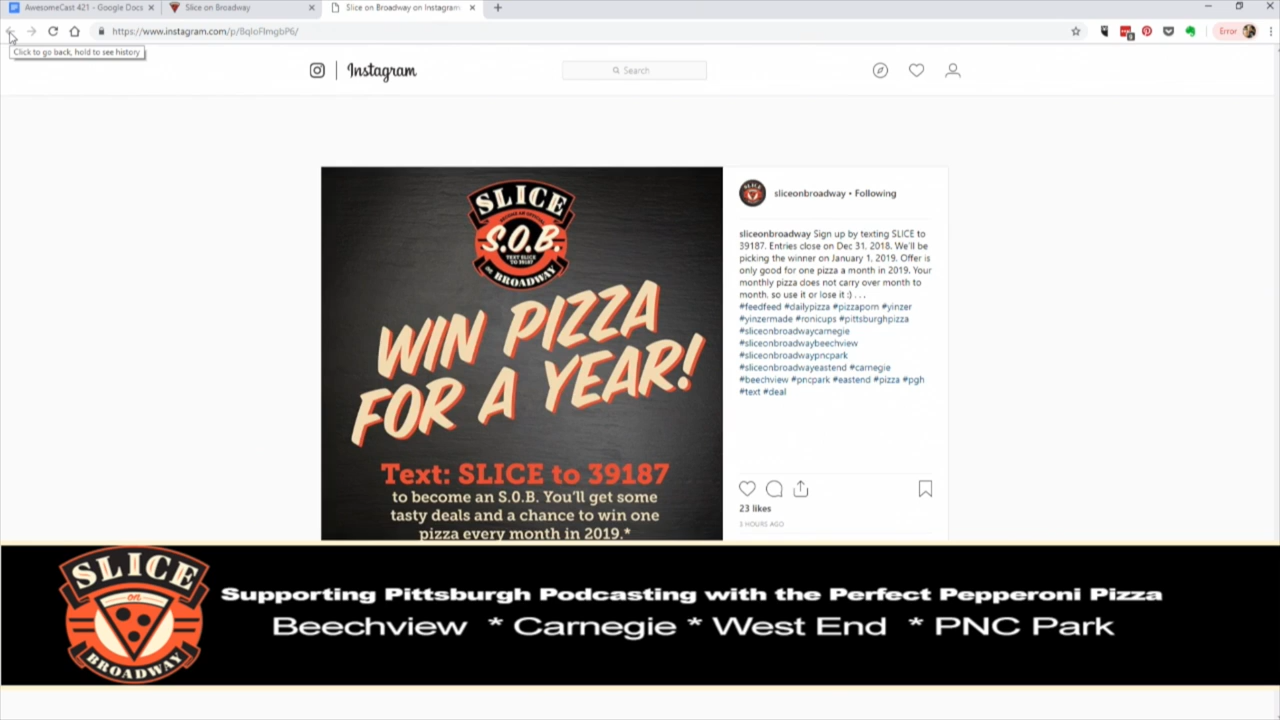 AwesomeCast 421 - Google Docs
Slice on Broadway
Slice on Broadway on Instagram
https://www.instagram.com/p/BqloFImgbP6/
Error
Click to go back, hold to see history
Instagram
Search
SLICE
S.O.B.
TEXT SLICE
TO 39187
ON
BROADWAY
WIN PIZZA
FOR A YEAR!
Text: SLICE to 39187
to become an S.O.B. You'll get some
tasty deals and a chance to win one
pizza every month in 2019.*
sliceonbroadway • Following
sliceonbroadway Sign up by texting SLICE to
39187. Entries close on Dec 31, 2018. We'll be
picking the winner on January 1, 2019. Offer is
only good for one pizza a month in 2019. Your
monthly pizza does not carry over month to
month, so use it or lose it :) . . .
#feedfeed #dailypizza #pizzaporn #yinzer
#yinzermade #ronicups #pittsburghpizza
#sliceonbroadwaycarnegie
#sliceonbroadwaybeechview
#sliceonbroadwaypncpark
#sliceonbroadwayeastend #carnegie
#beechview #pncpark #eastend #pizza #pgh
#text #deal
23 likes
3 HOURS AGO
SLICE
on
BROADWAY
Supporting Pittsburgh Podcasting with the Perfect Pepperoni Pizza
Beechview * Carnegie * West End * PNC Park